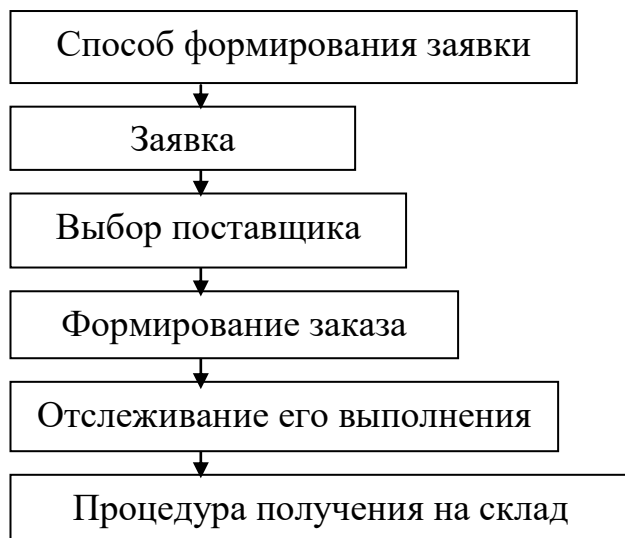 Способ формирования заявки
Заявка
Выбор поставщика
Формирование заказа
Отслеживание его выполнения
Процедура получения на склад